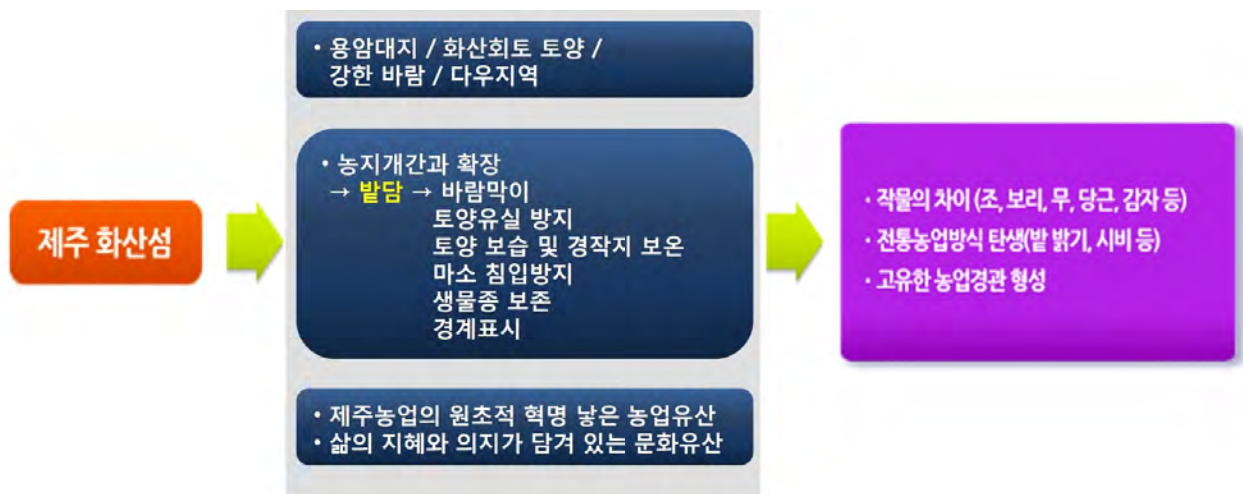 제주 화산섬
• 용암대지 / 화산회토 토양 /
강한 바람 / 다우지역
• 농지개간과 확장
→ 밭담 → 바람막이
토양유실 방지
토양 보습 및 경작지 보온
마소 침입방지
생물종 보존
경계표시
• 제주농업의 원초적 혁명 낳은 농업유산
• 삶의 지혜와 의지가 담겨 있는 문화유산
· 작물의 차이 (조, 보리, 무, 당근, 감자 등)
· 전통농업방식 탄생(밭 밝기, 시비 등)
· 고유한 농업경관 형성